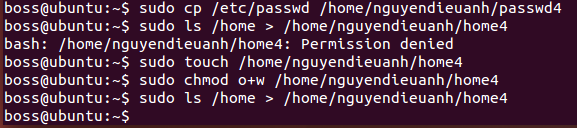 boss@ubuntu:~$ sudo cp /etc/passwd /home/nguyendieuanh/passwd4
boss@ubuntu:~$ sudo ls /home > /home/nguyendieuanh/home4
bash: /home/nguyendieuanh/home4: Permission denied
boss@ubuntu:~$ sudo touch /home/nguyendieuanh/home4
boss@ubuntu:~$ sudo chmod o+w /home/nguyendieuanh/home4
boss@ubuntu:~$ sudo ls /home > /home/nguyendieuanh/home4
boss@ubuntu:~$